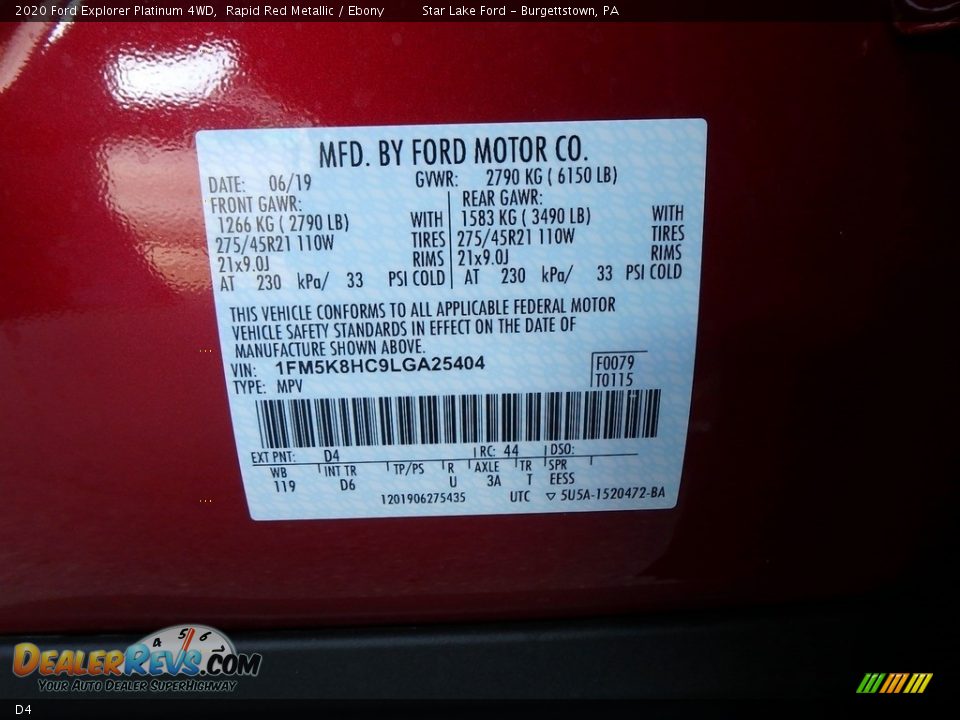 2020 Ford Explorer Platinum 4WD, Rapid Red Metallic / Ebony Star Lake Ford - Burgettstown, PA
MFD. BY FORD MOTOR CO.
DATE: 06/19 GVWR: 2790 KG ( 6150 LB)
FRONT GAWR: REAR GAWR:
1266 KG ( 2790 LB) WITH 1583 KG ( 3490 LB) WITH
275/45R21 110W TIRES 275/45R21 110W TIRES
21x9.0J RIMS 21x9.0J RIMS
AT 230 kPa/ 33 PSI COLD AT 230 kPa/ 33 PSI COLD
THIS VEHICLE CONFORMS TO ALL APPLICABLE FEDERAL MOTOR
VEHICLE SAFETY STANDARDS IN EFFECT ON THE DATE OF
MANUFACTURE SHOWN ABOVE.
VIN: 1FM5K8HC9LGA25404 F0079
TYPE: MPV T0115
EXT PNT: D4 RC: 44 DSO:
WB INT TR TP/PS R AXLE TR SPR
119 D6 U 3A T EESS
1201906275435 UTC ▽ 5U5A-1520472-BA
4 5 6
DEALERREVS.COM
YOUR AUTO DEALER SUPERHIGHWAY
D4